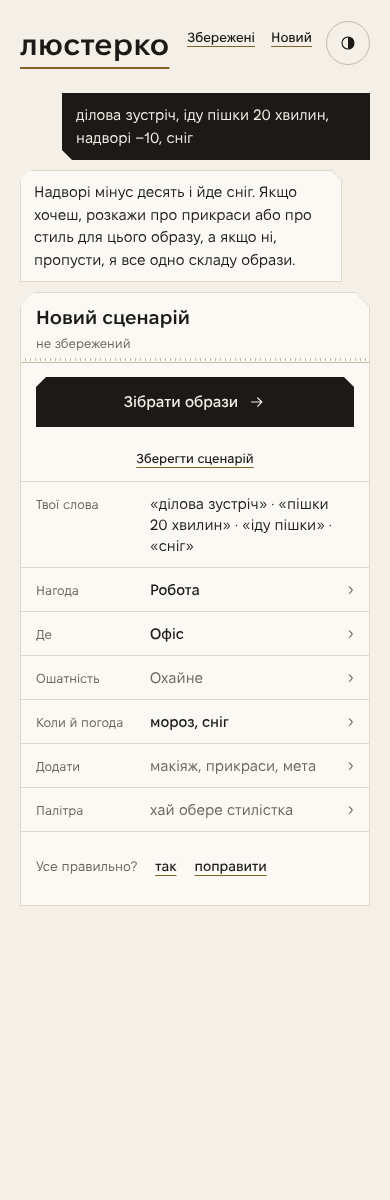 люстерко
Збережені
Новий
ділова зустріч, іду пішки 20 хвилин,
надворі −10, сніг
Надворі мінус десять і йде сніг. Якщо
хочеш, розкажи про прикраси або про
стиль для цього образу, а якщо ні,
пропусти, я все одно складу образи.
Новий сценарій
не збережений
Зібрати образи →
Зберегти сценарій
Твої слова
«ділова зустріч» · «пішки
20 хвилин» · «іду пішки» ·
«сніг»
Нагода Робота ›
Де Офіс ›
Ошатність Охайне ›
Коли й погода мороз, сніг ›
Додати макіяж, прикраси, мета ›
Палітра хай обере стилістка ›
Усе правильно? так поправити